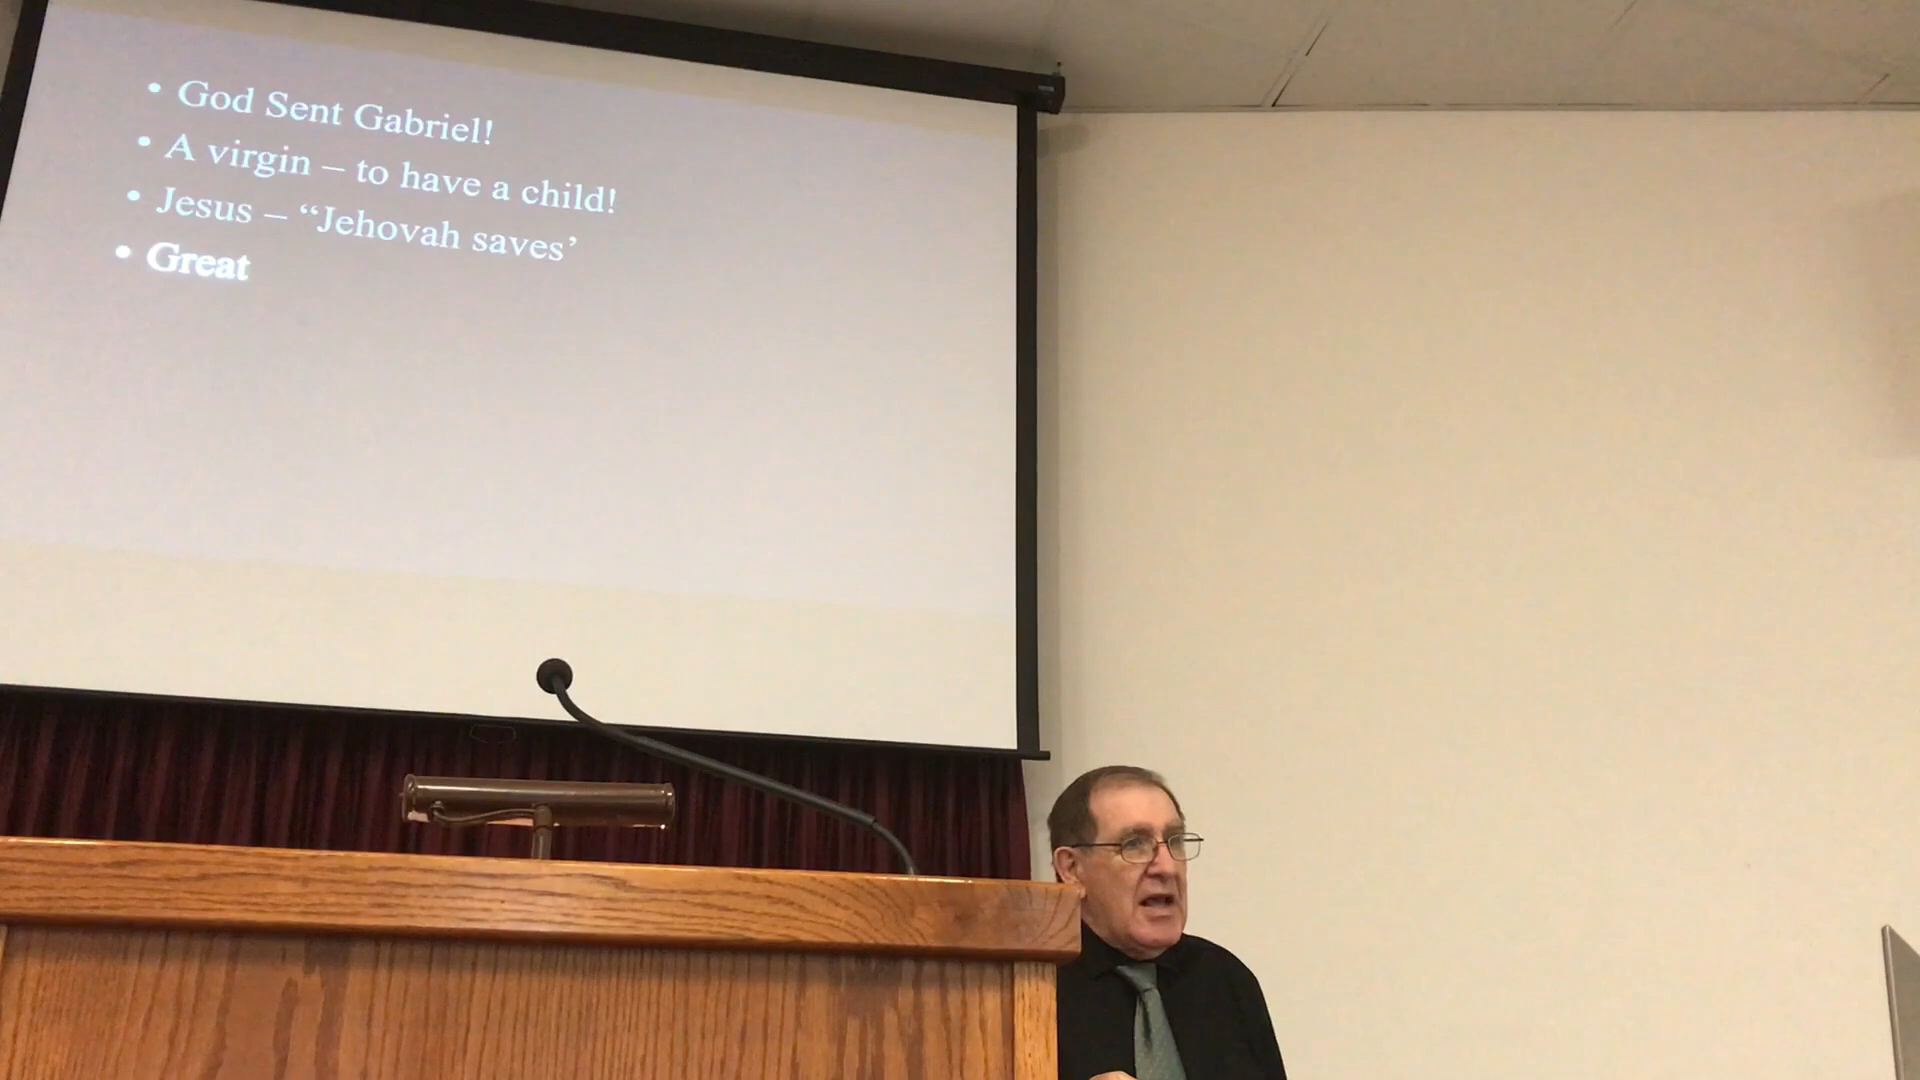 • God Sent Gabriel!
• A virgin – to have a child!
• Jesus – “Jehovah saves’
• Great